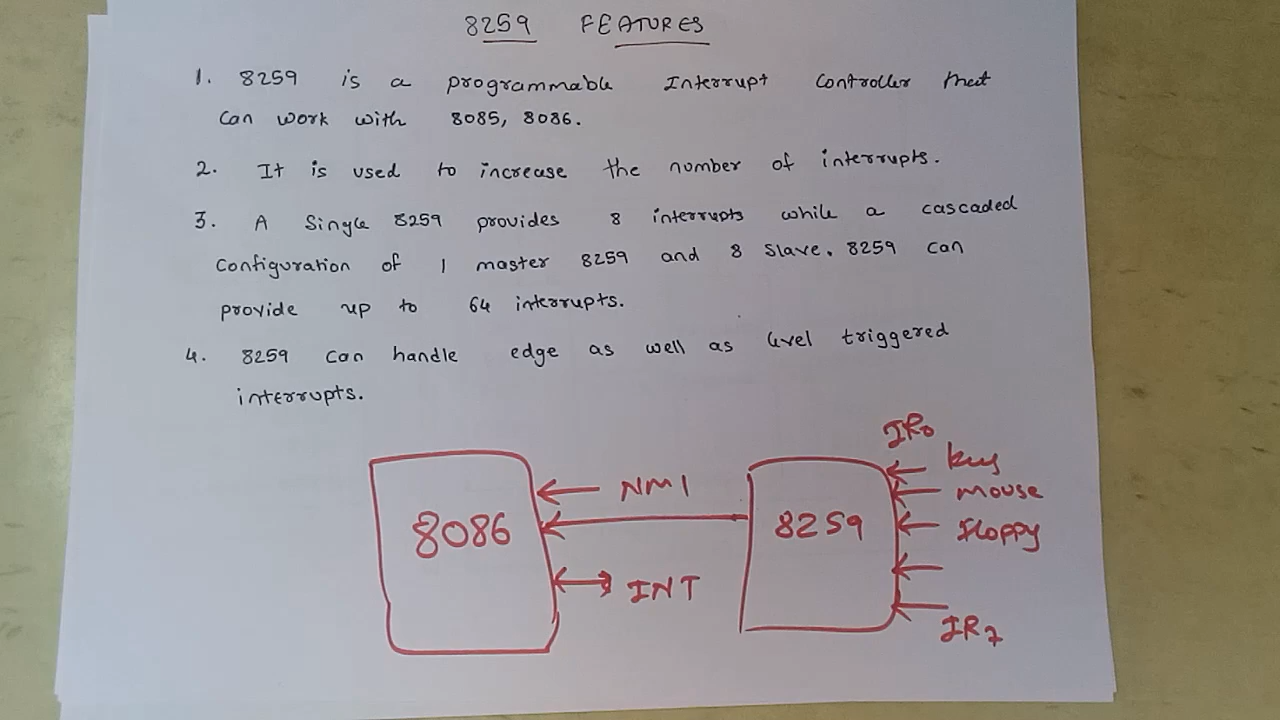 8259 FEATURES
1. 8259 is a programmable Interrupt Controller that
can work with 8085, 8086.
2. It is used to increase the number of interrupts.
3. A Single 8259 provides 8 interrupts while a cascaded
configuration of 1 master 8259 and 8 slave. 8259 can
provide up to 64 interrupts.
4. 8259 can handle edge as well as level triggered
interrupts.
IR0
NMI
mouse
8086
8259
floppy
INT
IR7